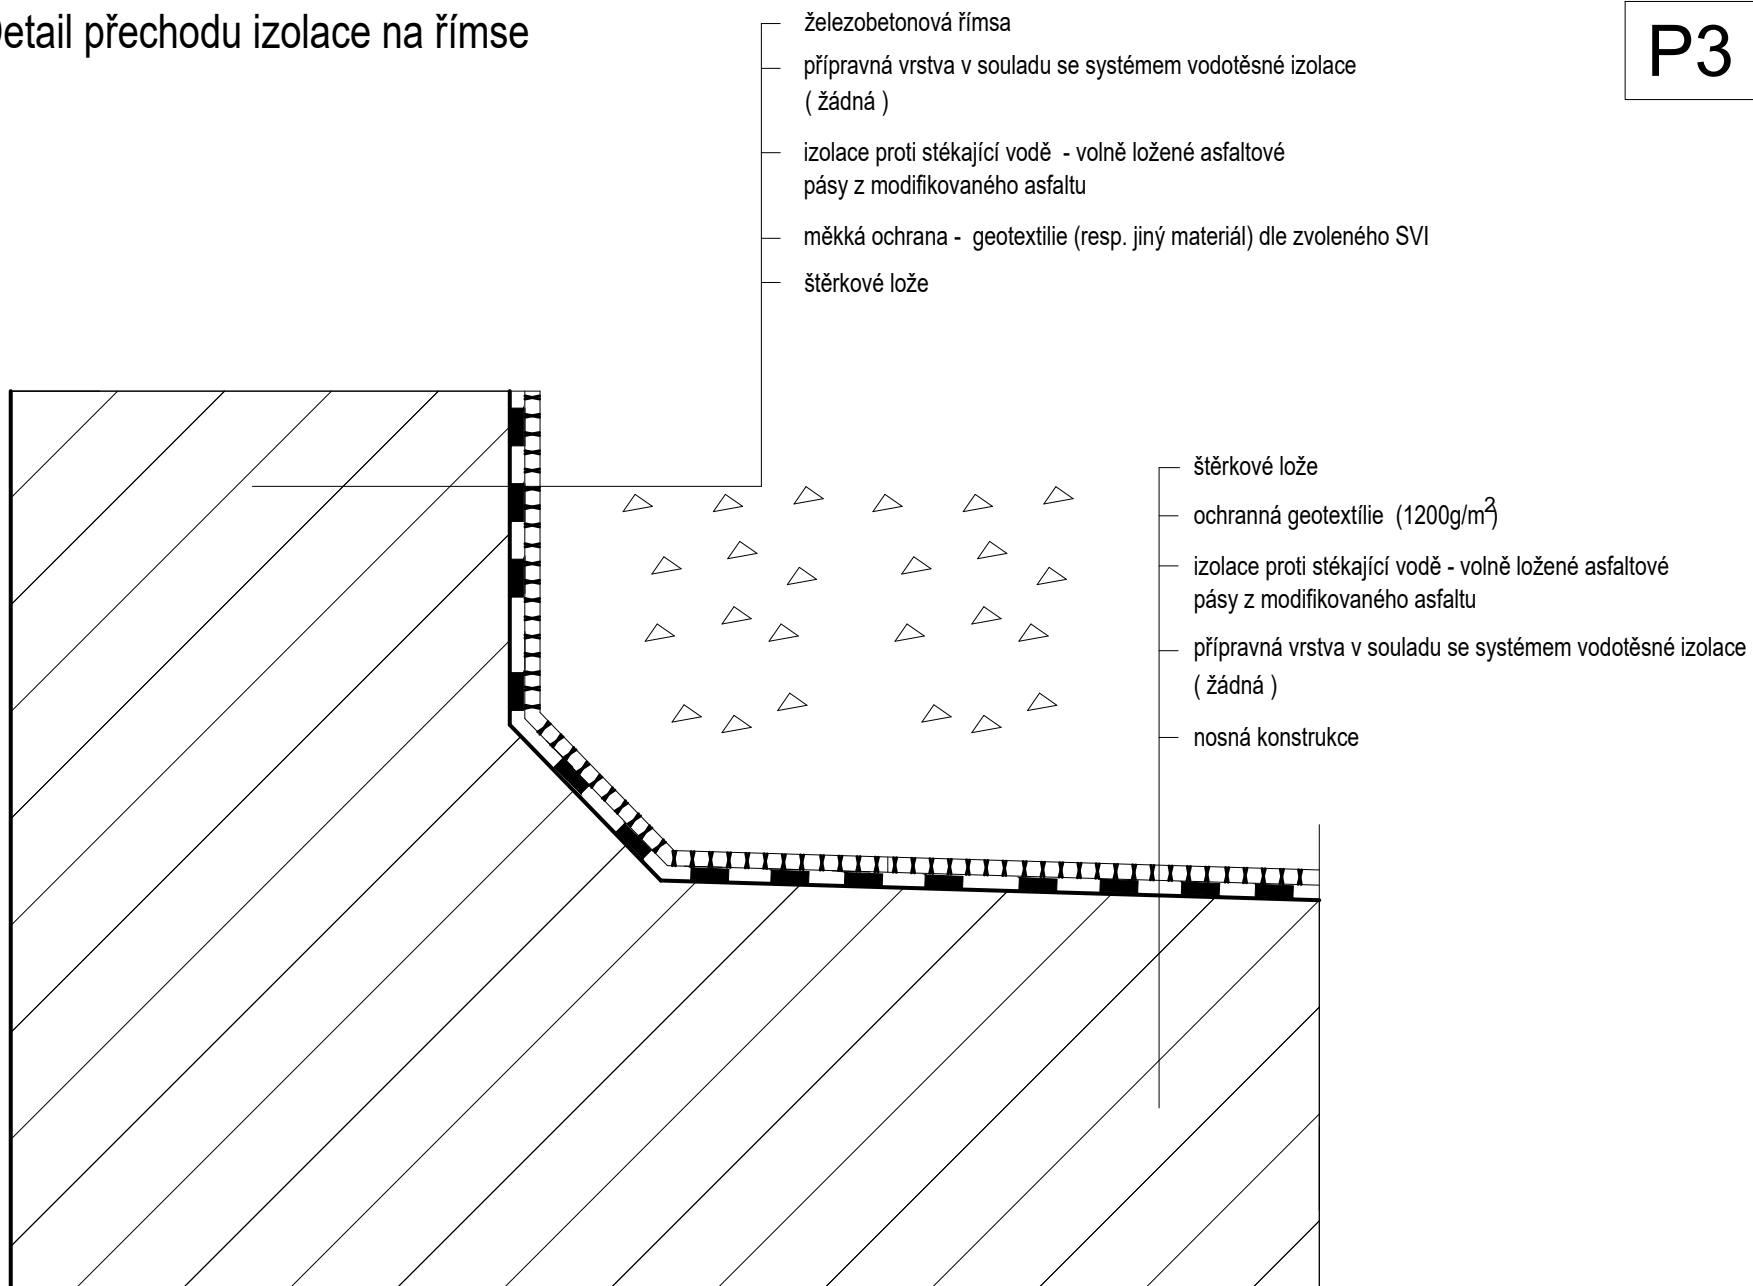 etail přechodu izolace na římse
P3
železobetonová římsa
přípravná vrstva v souladu se systémem vodotěsné izolace
( žádná )
izolace proti stékající vodě - volně ložené asfaltové
pásy z modifikovaného asfaltu
měkká ochrana - geotextilie (resp. jiný materiál) dle zvoleného SVI
štěrkové lože
štěrkové lože
ochranná geotextílie (1200g/m²)
izolace proti stékající vodě - volně ložené asfaltové
pásy z modifikovaného asfaltu
přípravná vrstva v souladu se systémem vodotěsné izolace
( žádná )
nosná konstrukce